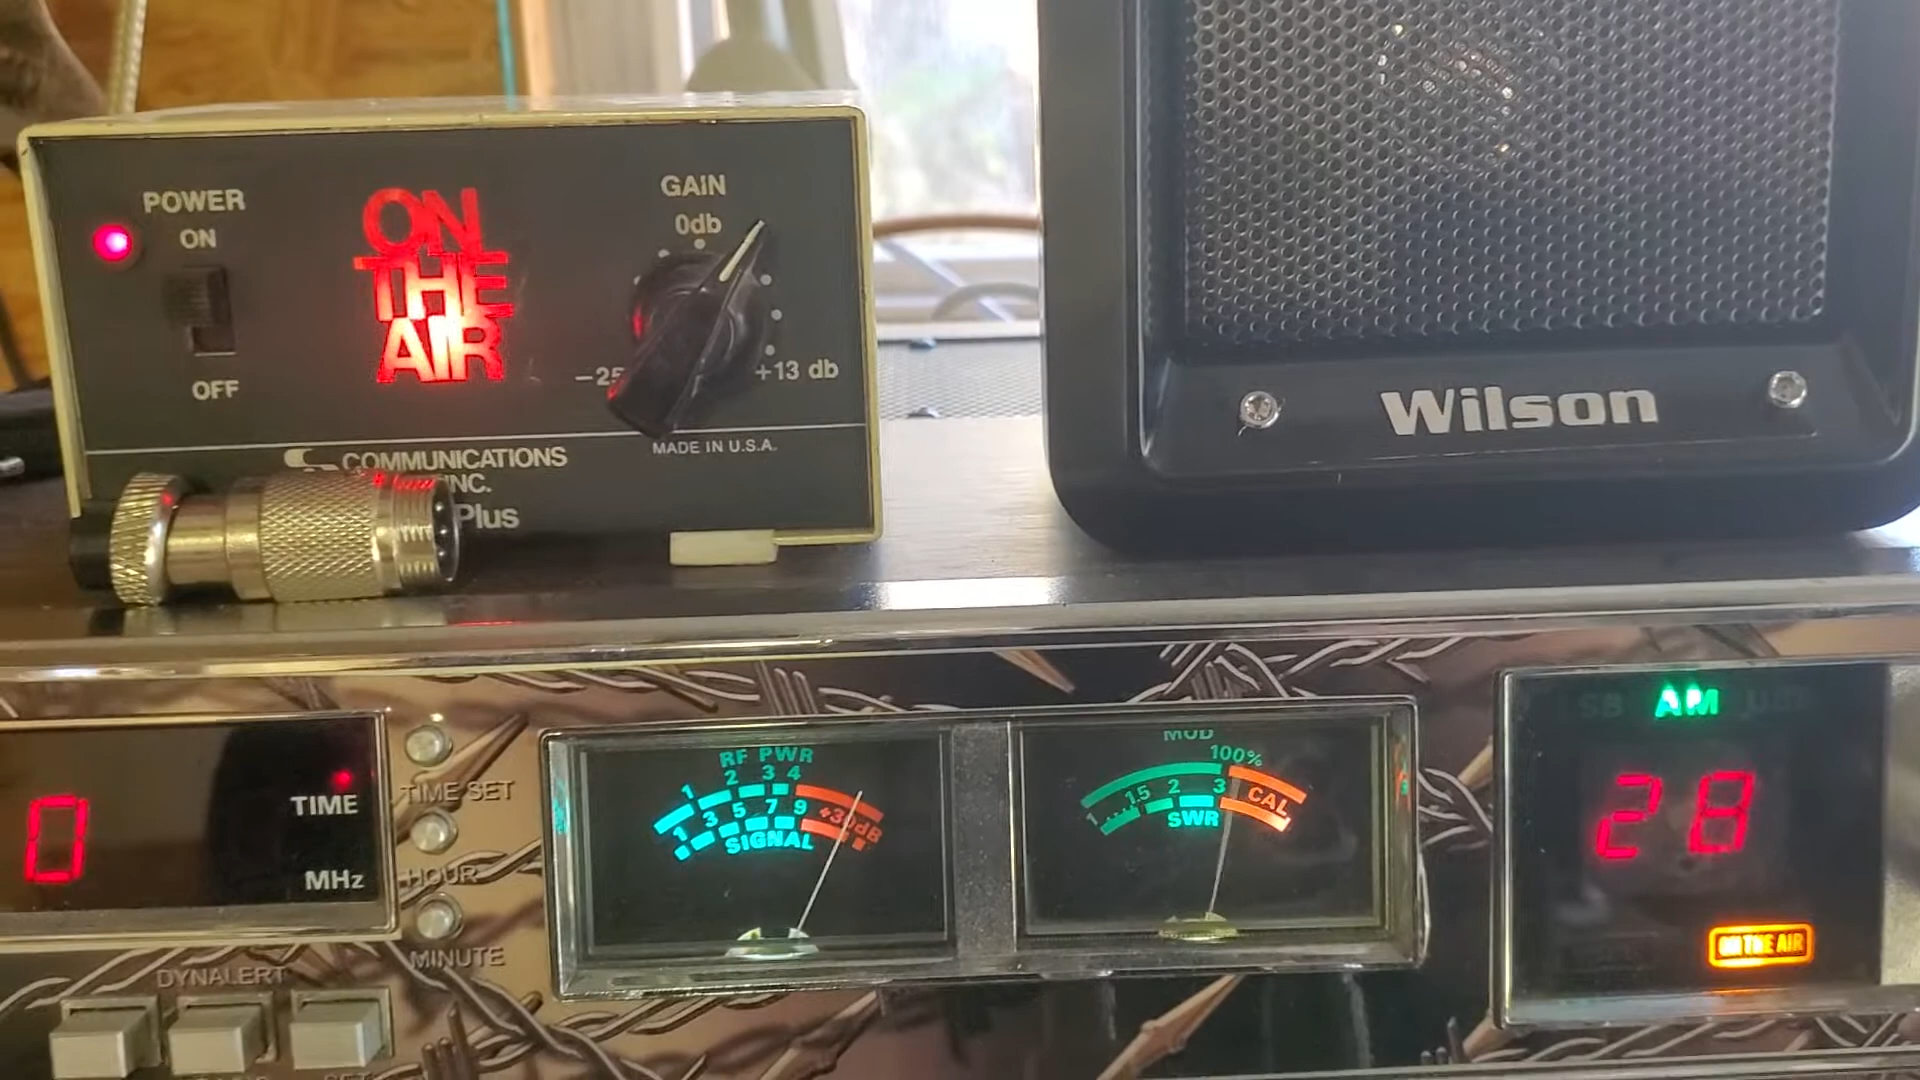 POWER
ON
OFF
ON
THE
AIR
GAIN
0db
+13 db
MADE IN U.S.A.
COMMUNICATIONS
INC.
Plus
Wilson
0
TIME
MHz
TIME SET
HOUR
MINUTE
DYNALERT
RF PWR
1 2 3 4
1 3 5 7 9 +30dB
SIGNAL
MOD
100%
1 1.5 2 3 CAL
SWR
AM
28
ON THE AIR